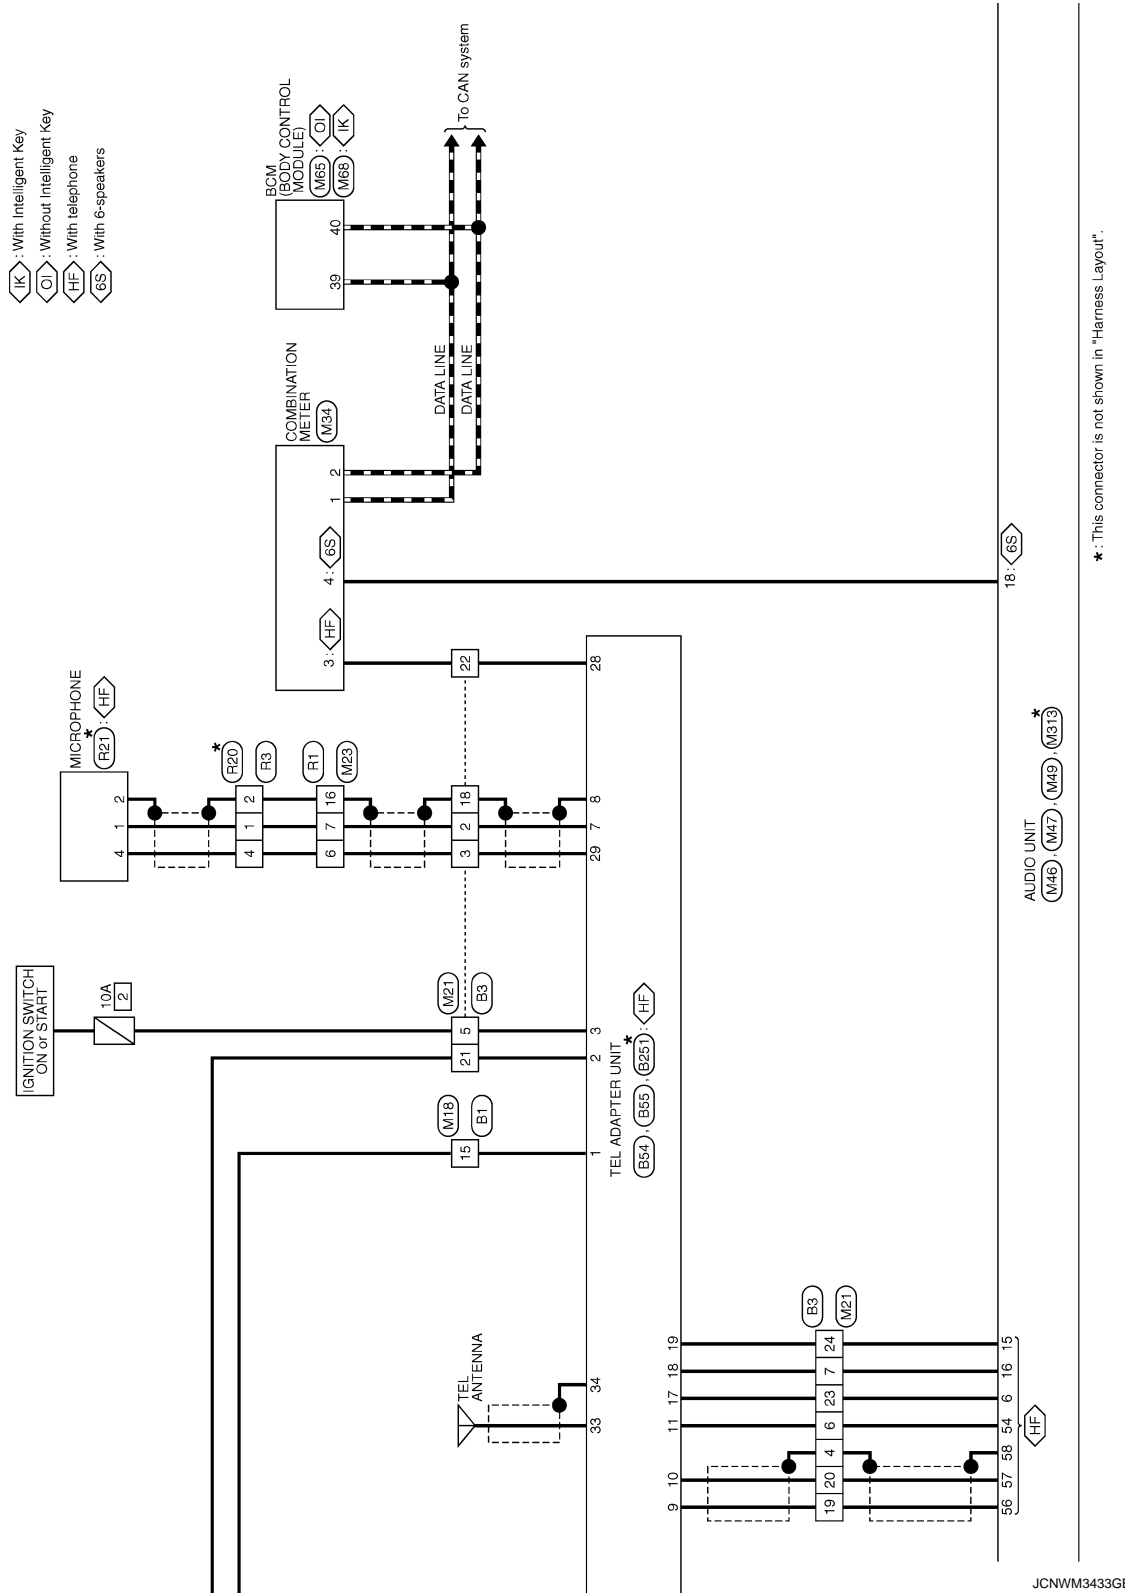 IK : With Intelligent Key
OI : Without Intelligent Key
HF : With telephone
6S : With 6-speakers
IGNITION SWITCH
ON or START
10A
2
MICROPHONE
* R21 : HF
4 1 2
* R20
R3
4 1 2
R1
M23
6 7 16
COMBINATION
METER
M34
3 : HF
4 : 6S
1 2
BCM
(BODY CONTROL
MODULE)
M65 : OI
M68 : IK
39 40
DATA LINE
DATA LINE
To CAN system
TEL
ANTENNA
M18
B1
15
M21
B3
21 5
3 2 18
22
33 34 1 2 3 29 7 8 28
TEL ADAPTER UNIT
B54 , B55 , * B251 : HF
9 10 11 17 18 19
B3
M21
19 20 4 6 23 7 24
56 57 58 54 6 16 15
HF
18 : 6S
AUDIO UNIT
M46 , M47 , M49 , * M313
* : This connector is not shown in "Harness Layout".
JCNWM3433GE